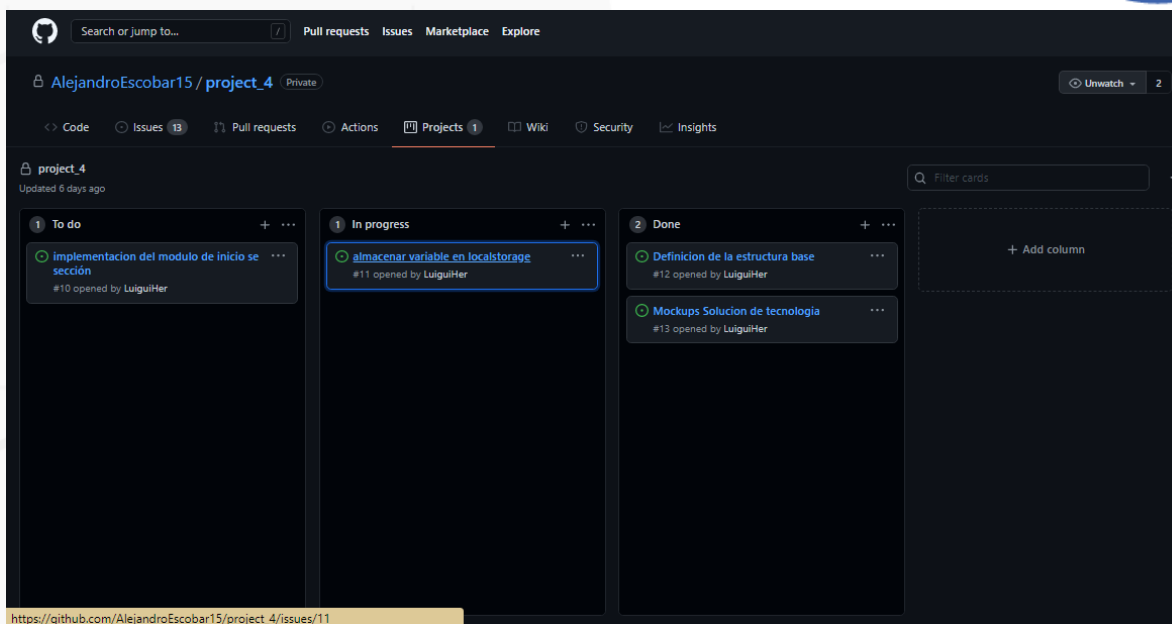 Search or jump to... /
Pull requests Issues Marketplace Explore
AlejandroEscobar15 / project_4 Private
Unwatch 2
Code Issues 13 Pull requests Actions Projects 1 Wiki Security Insights
project_4
Updated 6 days ago
Filter cards
1 To do
implementacion del modulo de inicio se
sección
#10 opened by LuiguiHer
1 In progress
almacenar variable en localstorage
#11 opened by LuiguiHer
2 Done
Definicion de la estructura base
#12 opened by LuiguiHer
Mockups Solucion de tecnologia
#13 opened by LuiguiHer
+ Add column
https://github.com/AlejandroEscobar15/project_4/issues/11